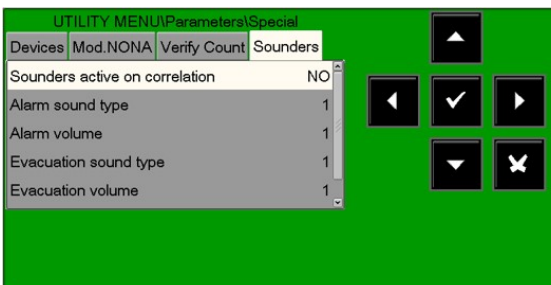 UTILITY MENU\Parameters\Special
Devices Mod.NONA Verify Count Sounders
Sounders active on correlation NO
Alarm sound type 1
Alarm volume 1
Evacuation sound type 1
Evacuation volume 1